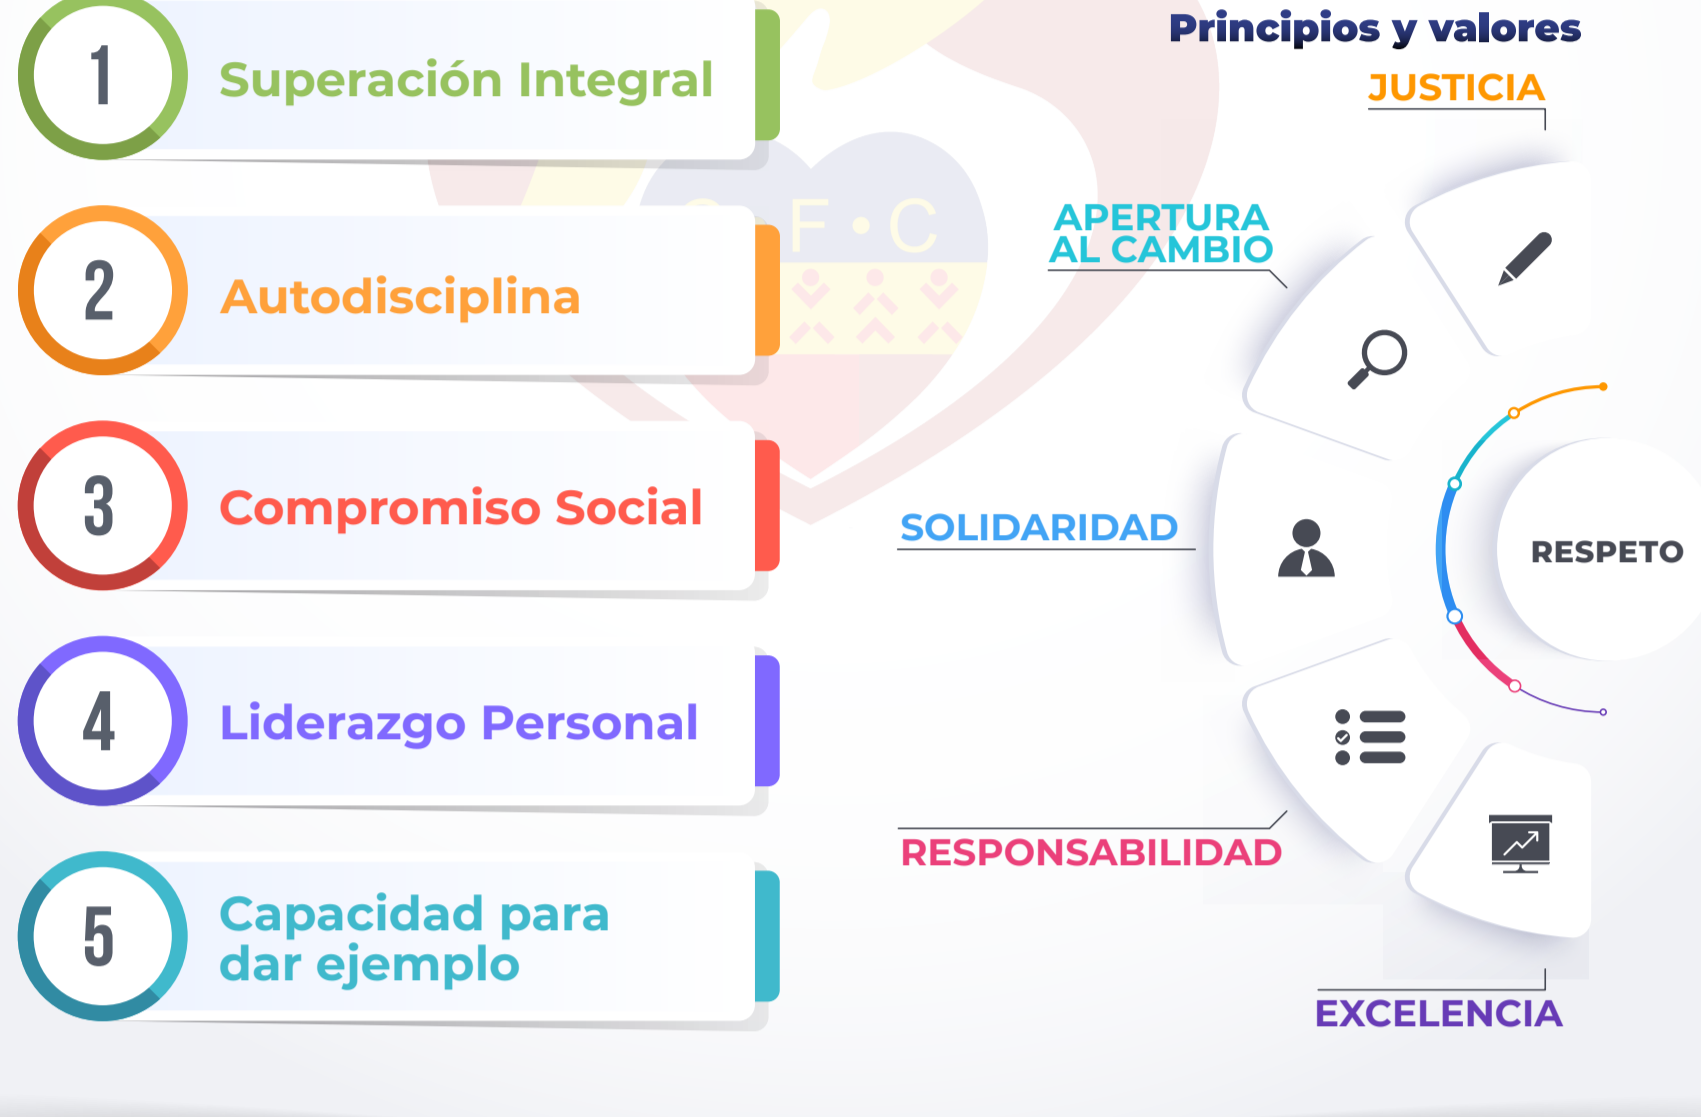 1
Superación Integral
2
Autodisciplina
3
Compromiso Social
4
Liderazgo Personal
5
Capacidad para
dar ejemplo
Principios y valores
JUSTICIA
APERTURA
AL CAMBIO
SOLIDARIDAD
RESPONSABILIDAD
EXCELENCIA
RESPETO
F • C